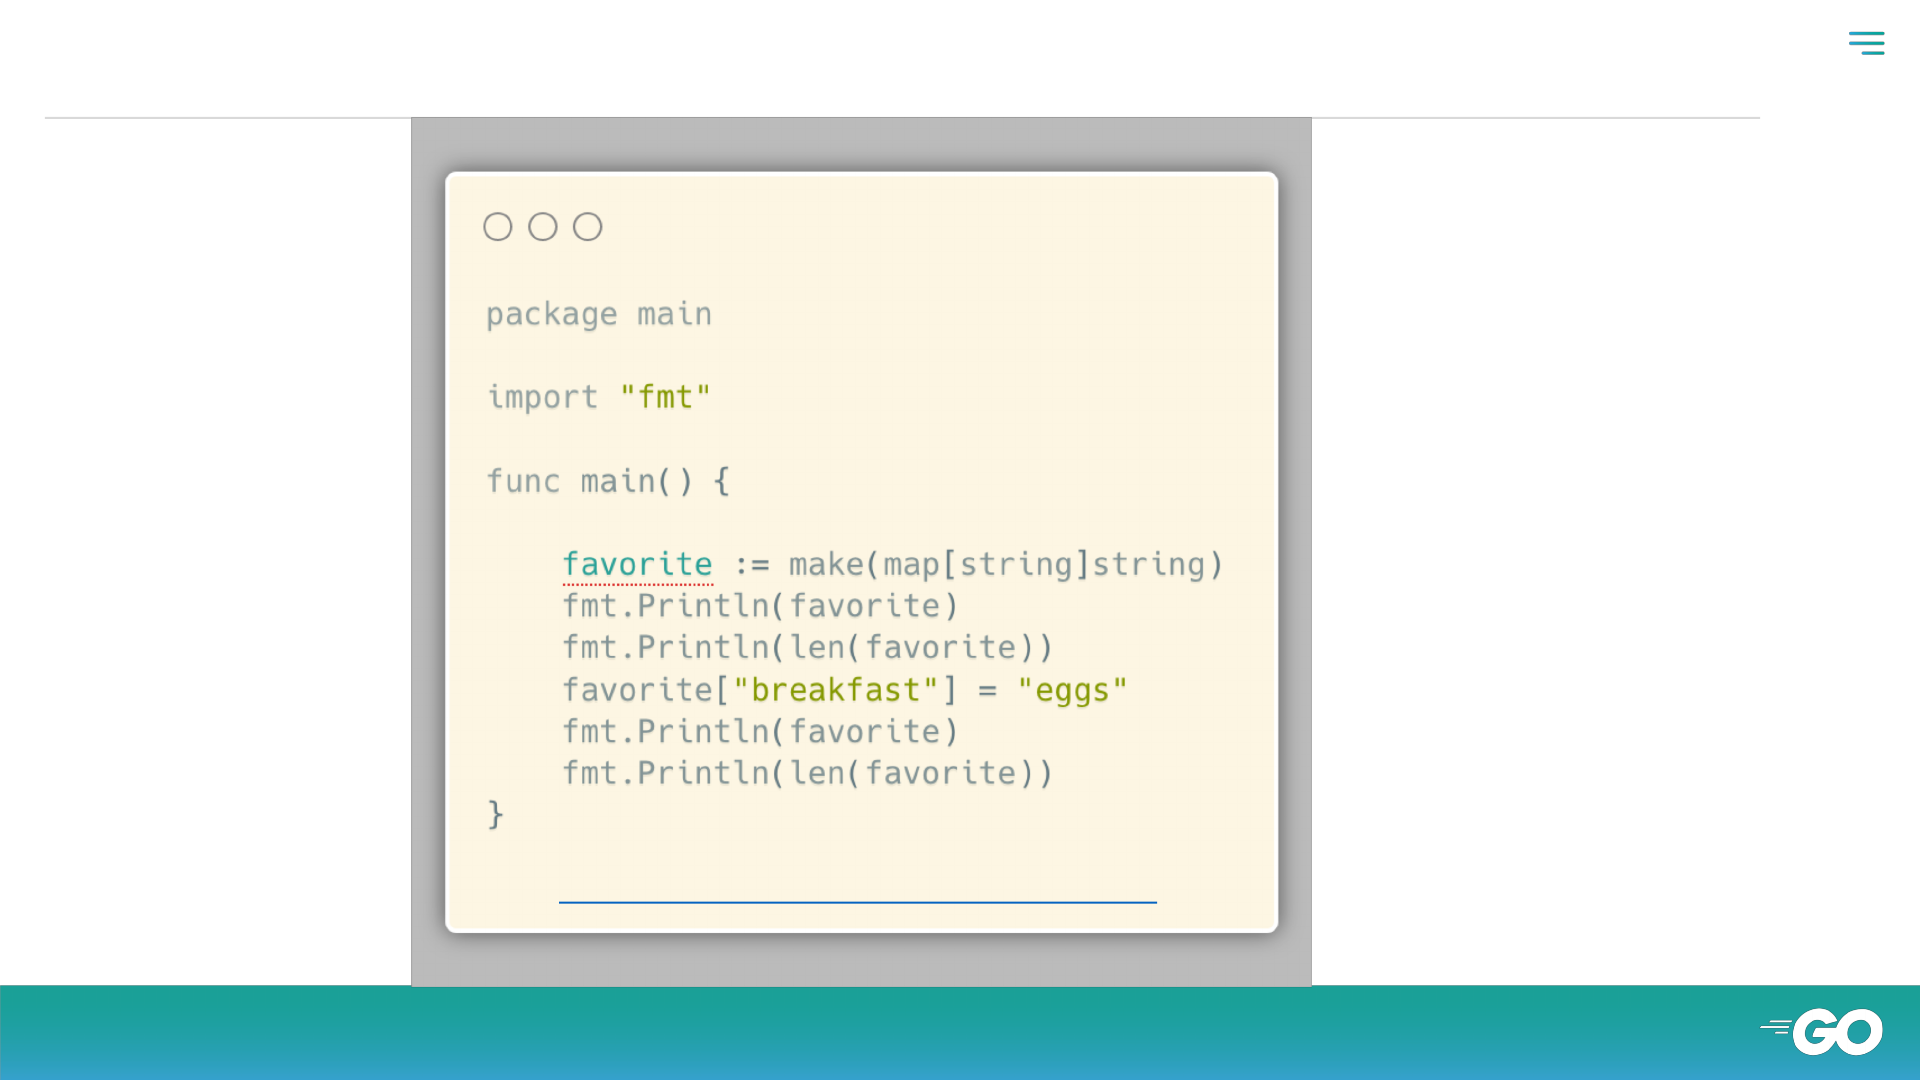 package main
import "fmt"
func main() {
favorite := make(map[string]string)
fmt.Println(favorite)
fmt.Println(len(favorite))
favorite["breakfast"] = "eggs"
fmt.Println(favorite)
fmt.Println(len(favorite))
}
GO